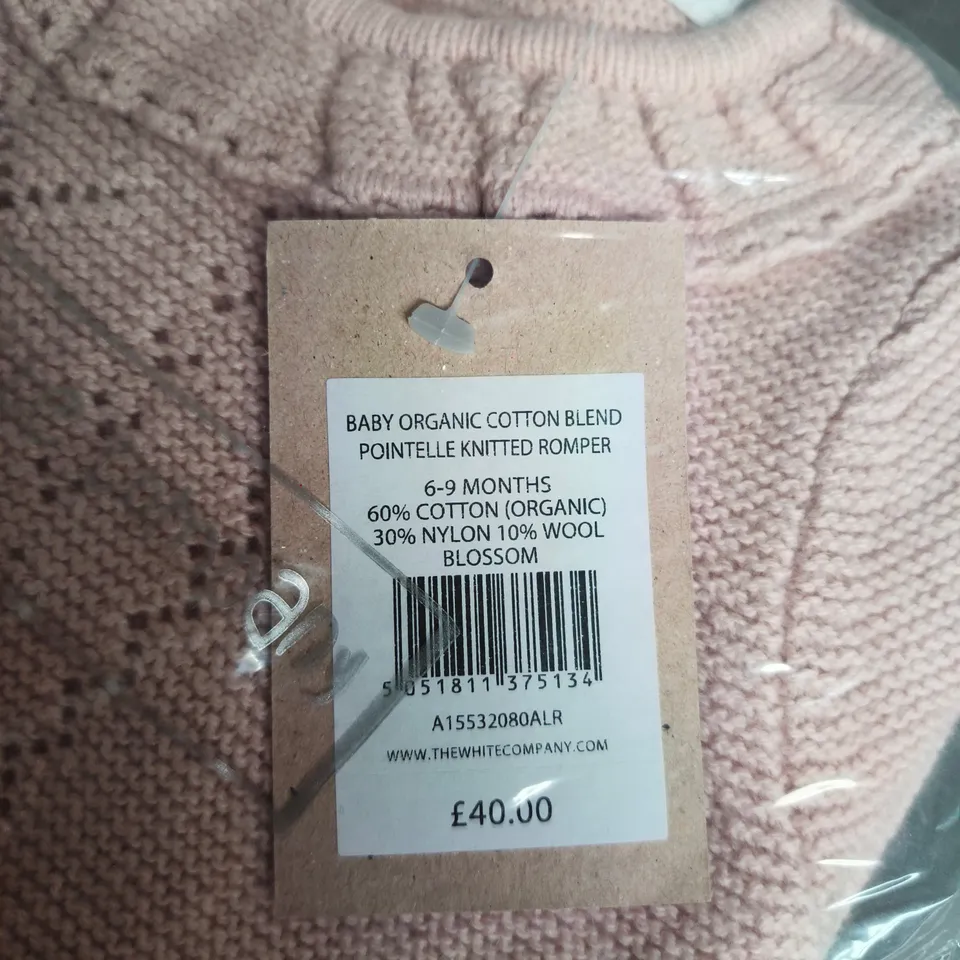 BABY ORGANIC COTTON BLEND
POINTELLE KNITTED ROMPER
6-9 MONTHS
60% COTTON (ORGANIC)
30% NYLON 10% WOOL
BLOSSOM
5 051811 375134
A15532080ALR
WWW.THEWHITECOMPANY.COM
£40.00